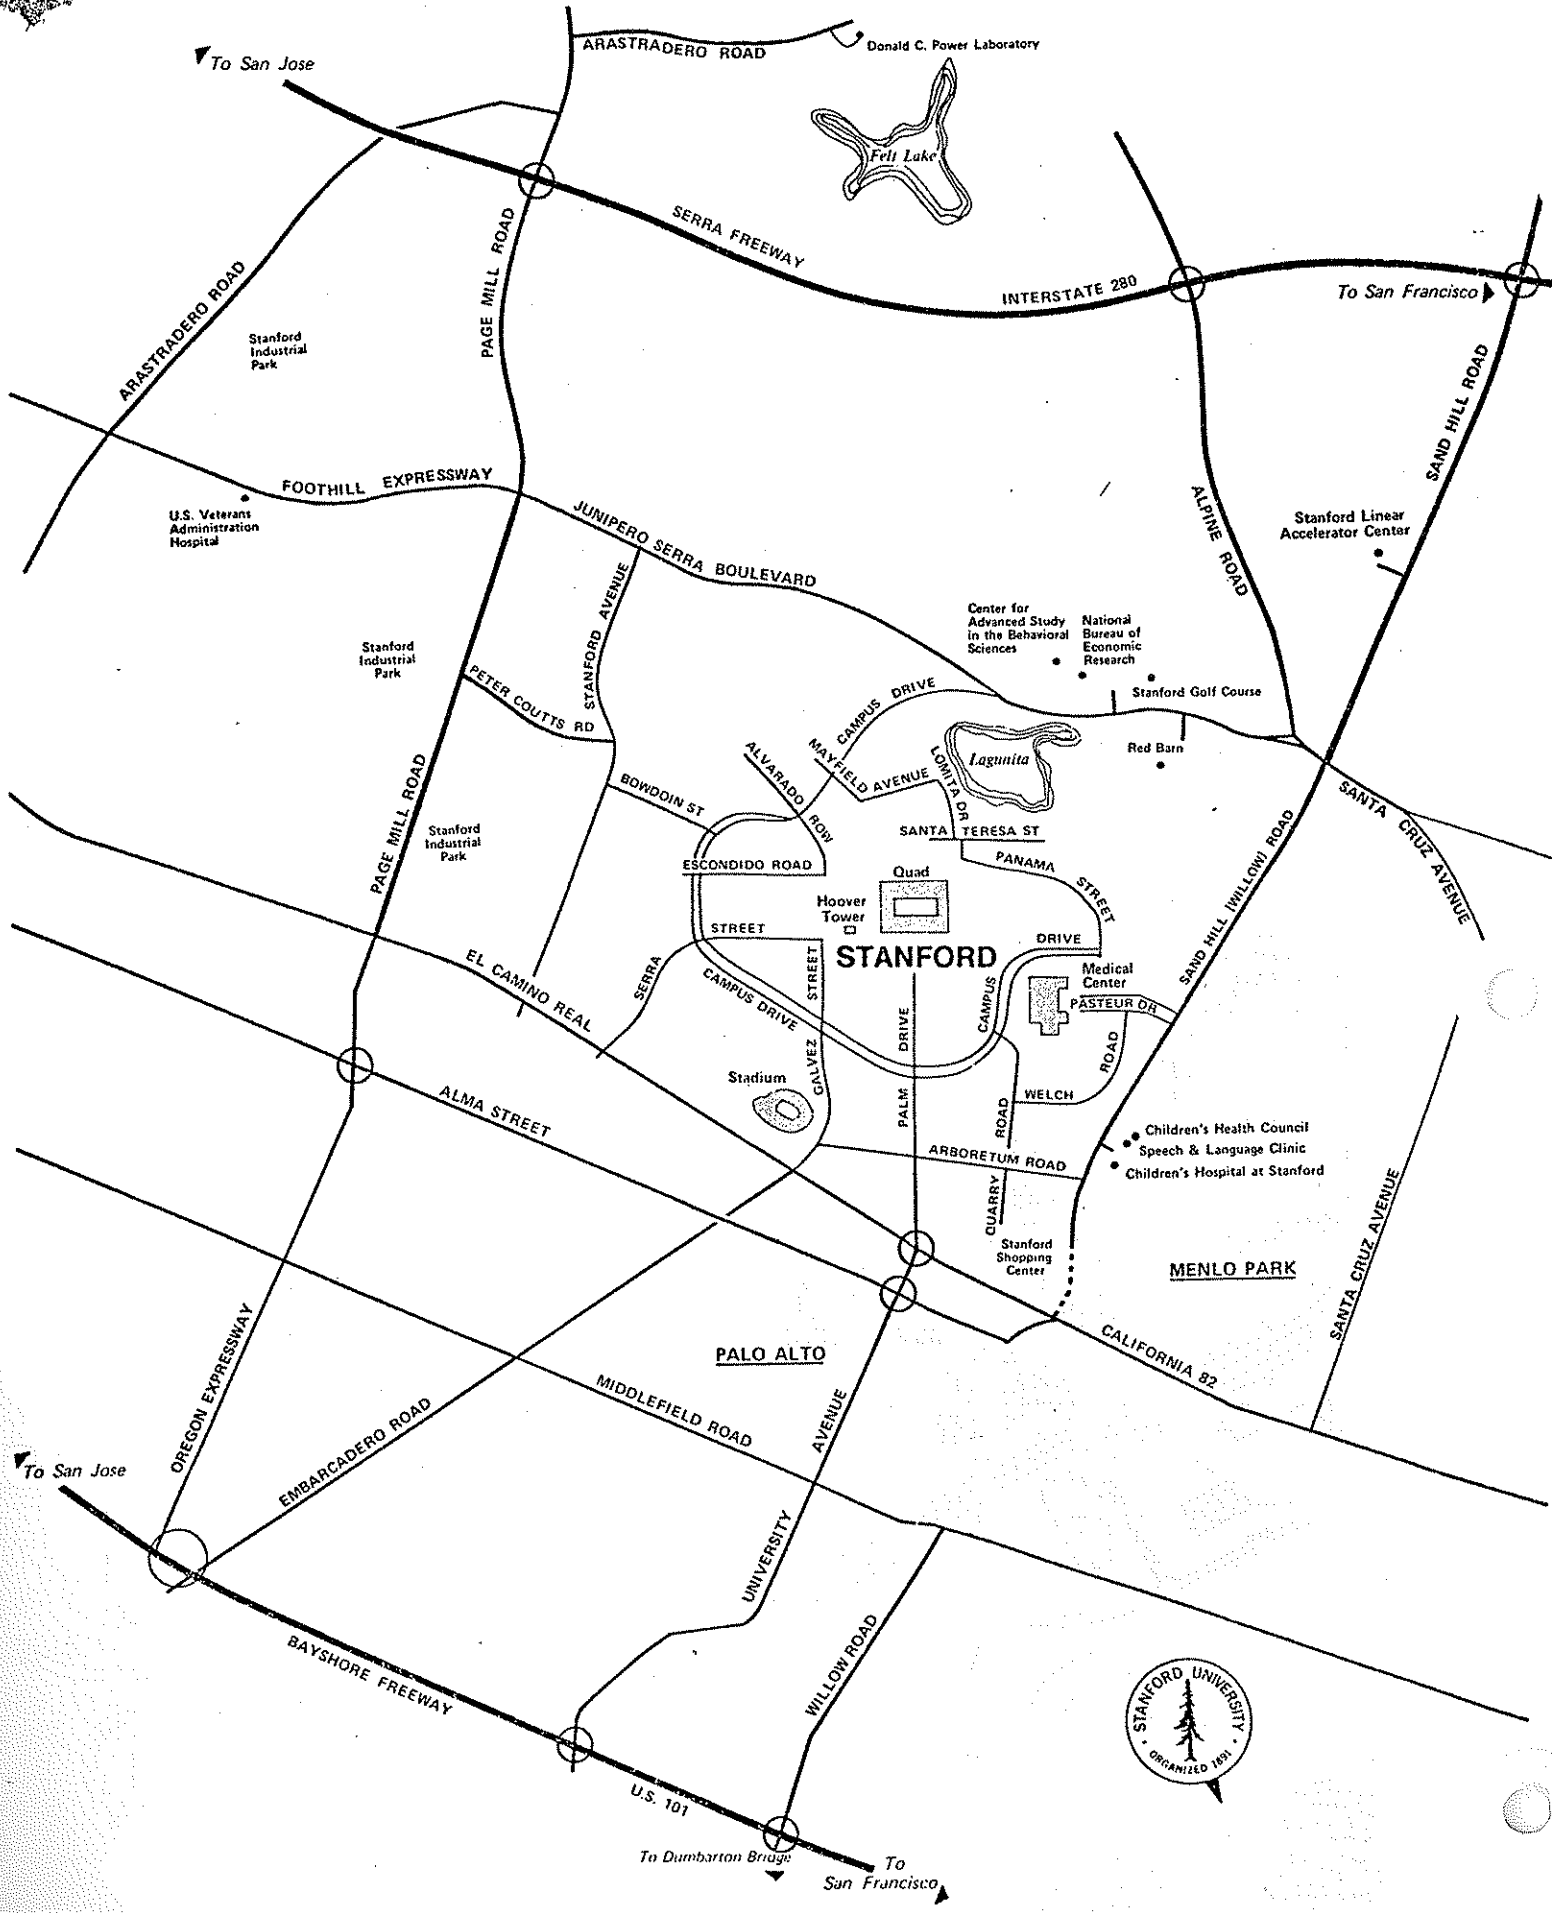 ARASTRADERO ROAD
Donald C. Power Laboratory
To San Jose
Felt Lake
SERRA FREEWAY
INTERSTATE 280
To San Francisco
PAGE MILL ROAD
ARASTRADERO ROAD
Stanford
Industrial
Park
SAND HILL ROAD
FOOTHILL EXPRESSWAY
U.S. Veterans
Administration
Hospital
JUNIPERO SERRA BOULEVARD
ALPINE ROAD
Stanford Linear
Accelerator Center
STANFORD AVENUE
Center for
Advanced Study
in the Behavioral
Sciences
National
Bureau of
Economic
Research
Stanford Industrial
Park
PETER COUTTS RD
CAMPUS DRIVE
Stanford Golf Course
Red Barn
Lagunita
MAYFIELD AVENUE
LOMITA DR
ALVARADO ROW
BOWDOIN ST
SANTA CRUZ AVENUE
PAGE MILL ROAD
Stanford
Industrial
Park
SANTA TERESA ST
PANAMA STREET
ESCONDIDO ROAD
Quad
Hoover
Tower
SAND HILL (WILLOW) ROAD
SERRA STREET
STANFORD
CAMPUS DRIVE
Medical
Center
PASTEUR DR
EL CAMINO REAL
CAMPUS DRIVE
GALVEZ STREET
PALM DRIVE
Stadium
WELCH ROAD
QUARRY ROAD
ALMA STREET
ARBORETUM ROAD
Children's Health Council
Speech & Language Clinic
Children's Hospital at Stanford
Stanford
Shopping
Center
MENLO PARK
SANTA CRUZ AVENUE
PALO ALTO
CALIFORNIA 82
OREGON EXPRESSWAY
EMBARCADERO ROAD
MIDDLEFIELD ROAD
UNIVERSITY AVENUE
To San Jose
BAYSHORE FREEWAY
WILLOW ROAD
STANFORD UNIVERSITY
ORGANIZED 1891
U.S. 101
To Dumbarton Bridge
To
San Francisco